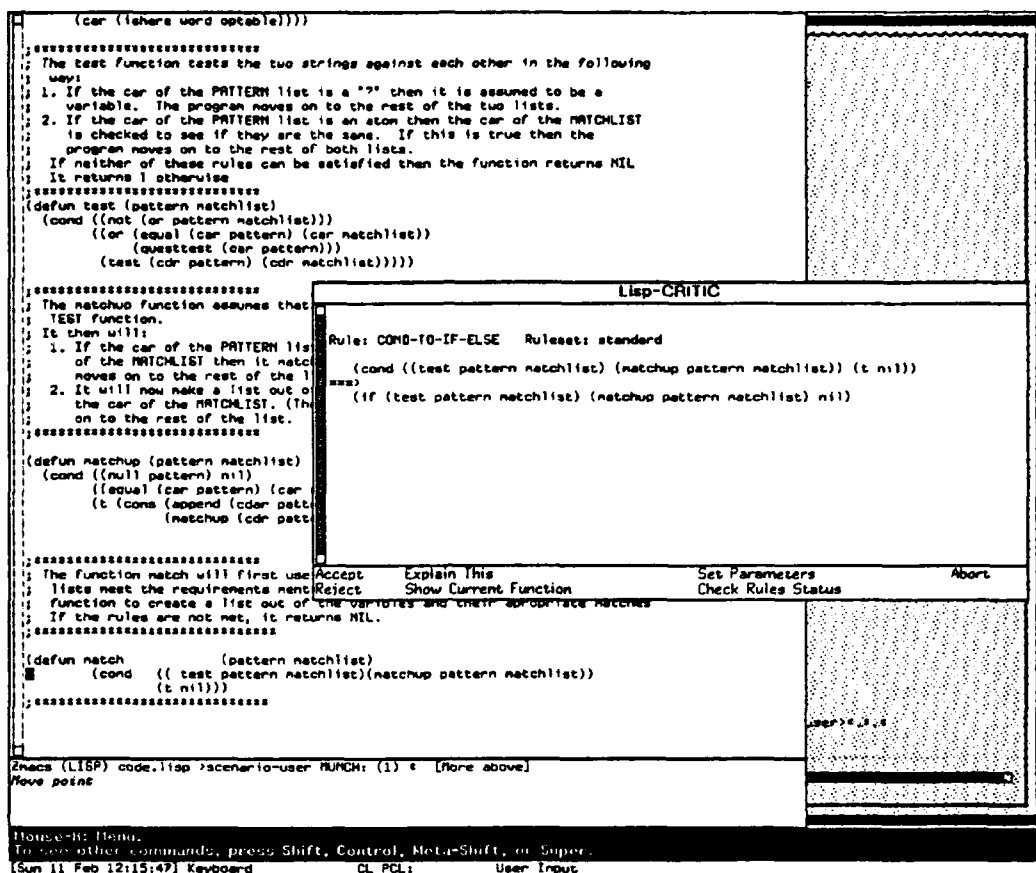 (car (lshere word optable))))
;*****************************
; The test function tests the two strings against each other in the following
; way:
; 1. If the car of the PATTERN list is a "?" then it is assumed to be a
; variable. The program moves on to the rest of the two lists.
; 2. If the car of the PATTERN list is an atom then the car of the MATCHLIST
; is checked to see if they are the same. If this is true then the
; program moves on to the rest of both lists.
; If neither of these rules can be satisfied then the function returns NIL
; It returns 1 otherwise
;*****************************
(defun test (pattern matchlist)
(cond ((not (or pattern matchlist)))
((or (equal (car pattern) (car matchlist))
(questtest (car pattern)))
(test (cdr pattern) (cdr matchlist)))))
;*****************************
; The matchup function assumes that
; TEST function.
; It then will:
; 1. If the car of the PATTERN lis
; of the MATCHLIST then it matc
; moves on to the rest of the l
; 2. It will now make a list out o
; the car of the MATCHLIST. (Th
; on to the rest of the list.
;*****************************
(defun matchup (pattern matchlist)
(cond ((null pattern) nil)
((equal (car pattern) (car
(t (cons (append (cdar patt
(matchup (cdr patt
;*****************************
; The function match will first use
; lists meet the requirements ment
; function to create a list out of the varibles and their apropriate matches
; If the rules are not met, it returns NIL.
;*****************************
(defun match (pattern matchlist)
(cond (( test pattern matchlist)(matchup pattern matchlist))
(t nil)))
;*****************************
Lisp-CRITIC
Rule: COND-TO-IF-ELSE Ruleset: standard
(cond ((test pattern matchlist) (matchup pattern matchlist)) (t nil))
===>
(if (test pattern matchlist) (matchup pattern matchlist) nil)
Accept Explain This Set Parameters Abort
Reject Show Current Function Check Rules Status
user>*.*.*
Zmacs (LISP) code.lisp >scenario-user MUNCH: (1) * [More above]
Move point
Mouse-R: Menu.
To see other commands, press Shift, Control, Meta-Shift, or Super.
[Sun 11 Feb 12:15:47] Keyboard CL PCL: User Input